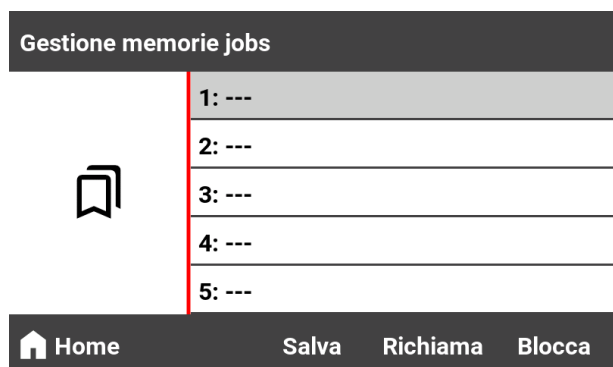 Gestione memorie jobs
1: ---
2: ---
3: ---
4: ---
5: ---
Home Salva Richiama Blocca